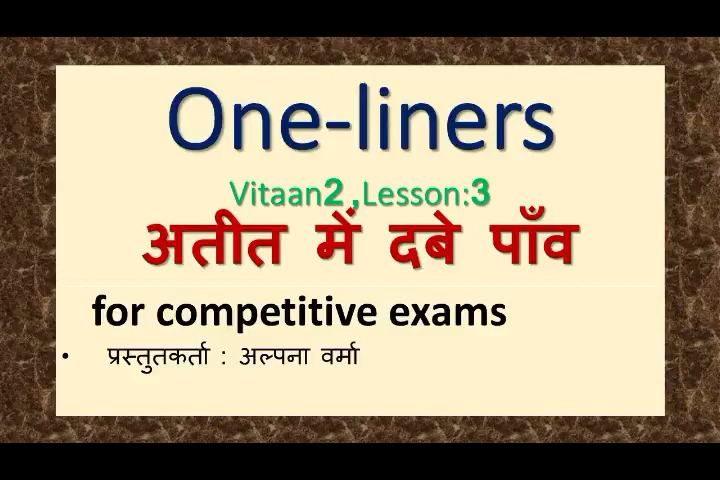 One-liners
Vitaan2 ,Lesson:3
अतीत में दबे पाँव
for competitive exams
• प्रस्तुतकर्ता : अल्पना वर्मा